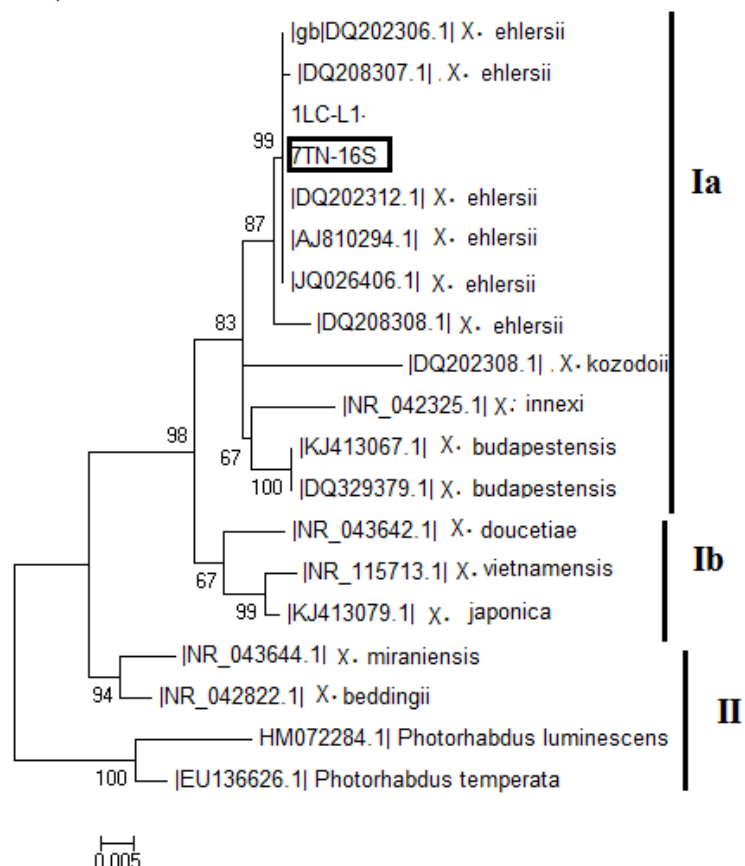 |gb|DQ202306.1| X. ehlersii
|DQ208307.1| . X. ehlersii
1LC-L1.
99
7TN-16S
Ia
|DQ202312.1| X. ehlersii
87
|AJ810294.1| X. ehlersii
|JQ026406.1| X. ehlersii
83
|DQ208308.1| X. ehlersii
|DQ202308.1| . X. kozodoii
|NR_042325.1| X: innexi
98
67
|KJ413067.1| X. budapestensis
100
|DQ329379.1| X. budapestensis
|NR_043642.1| X. doucetiae
Ib
67
|NR_115713.1| X. vietnamensis
99
|KJ413079.1| X. japonica
|NR_043644.1| X. miraniensis
94
|NR_042822.1| X. beddingii
II
HM072284.1| Photorhabdus luminescens
100
|EU136626.1| Photorhabdus temperata
0.005